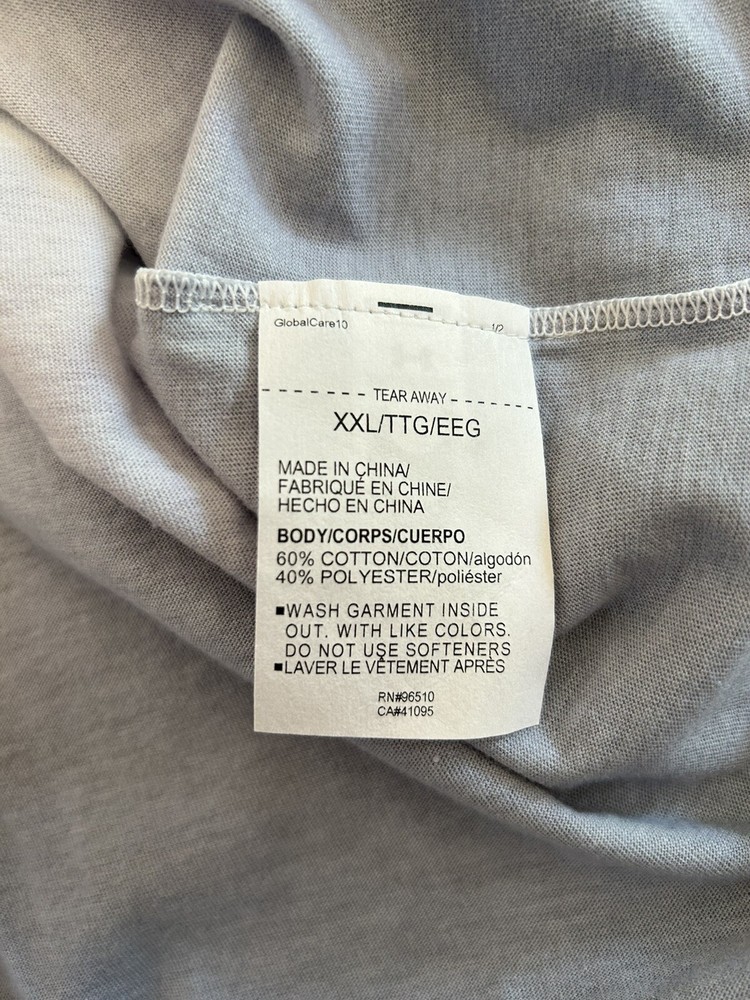 GlobalCare10 1/2
TEAR AWAY
XXL/TTG/EEG
MADE IN CHINA/
FABRIQUÉ EN CHINE/
HECHO EN CHINA
BODY/CORPS/CUERPO
60% COTTON/COTON/algodón
40% POLYESTER/poliéster
▪WASH GARMENT INSIDE
OUT. WITH LIKE COLORS.
DO NOT USE SOFTENERS
▪LAVER LE VÊTEMENT APRÈS
RN#96510
CA#41095